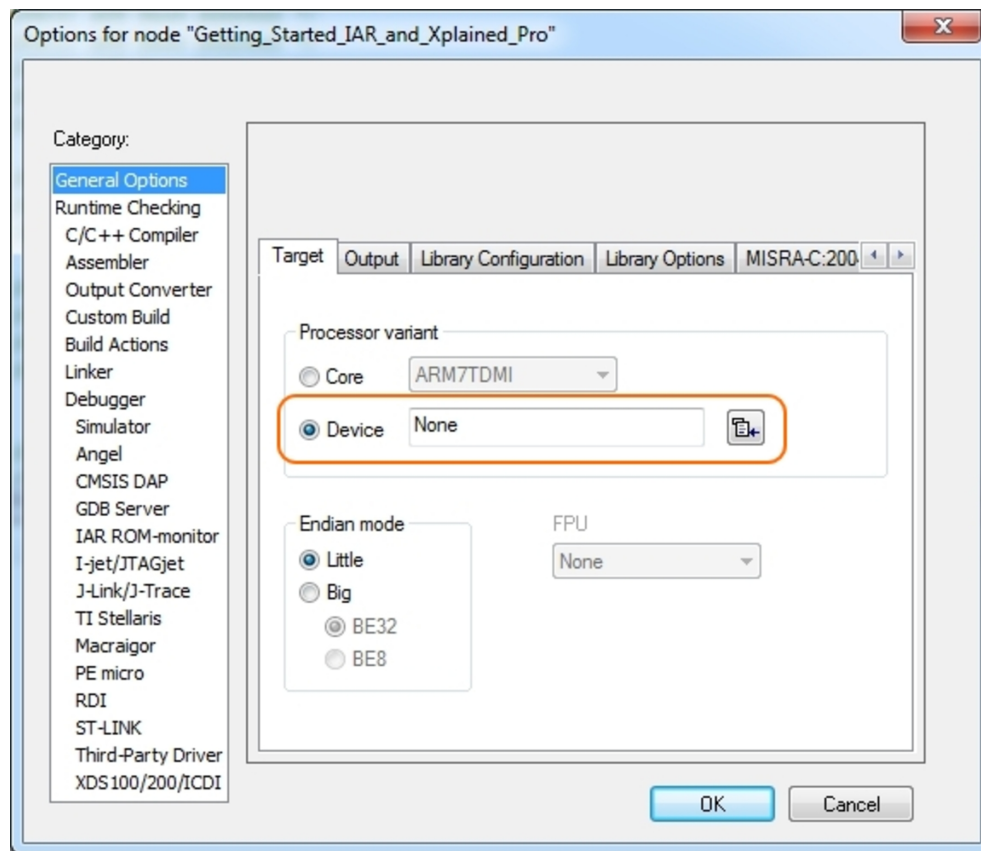 Options for node "Getting_Started_IAR_and_Xplained_Pro"
Category:
General Options
Runtime Checking
C/C++ Compiler
Assembler
Output Converter
Custom Build
Build Actions
Linker
Debugger
Simulator
Angel
CMSIS DAP
GDB Server
IAR ROM-monitor
I-jet/JTAGjet
J-Link/J-Trace
TI Stellaris
Macraigor
PE micro
RDI
ST-LINK
Third-Party Driver
XDS100/200/ICDI
Target Output Library Configuration Library Options MISRA-C:200
Processor variant
Core ARM7TDMI
Device None
Endian mode
Little
Big
BE32
BE8
FPU
None
OK Cancel